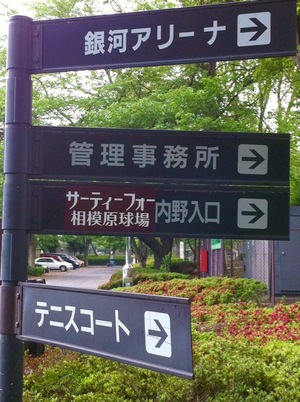 銀河アリーナ
管理事務所
サーティーフォー
相模原球場内野入口
テニスコート